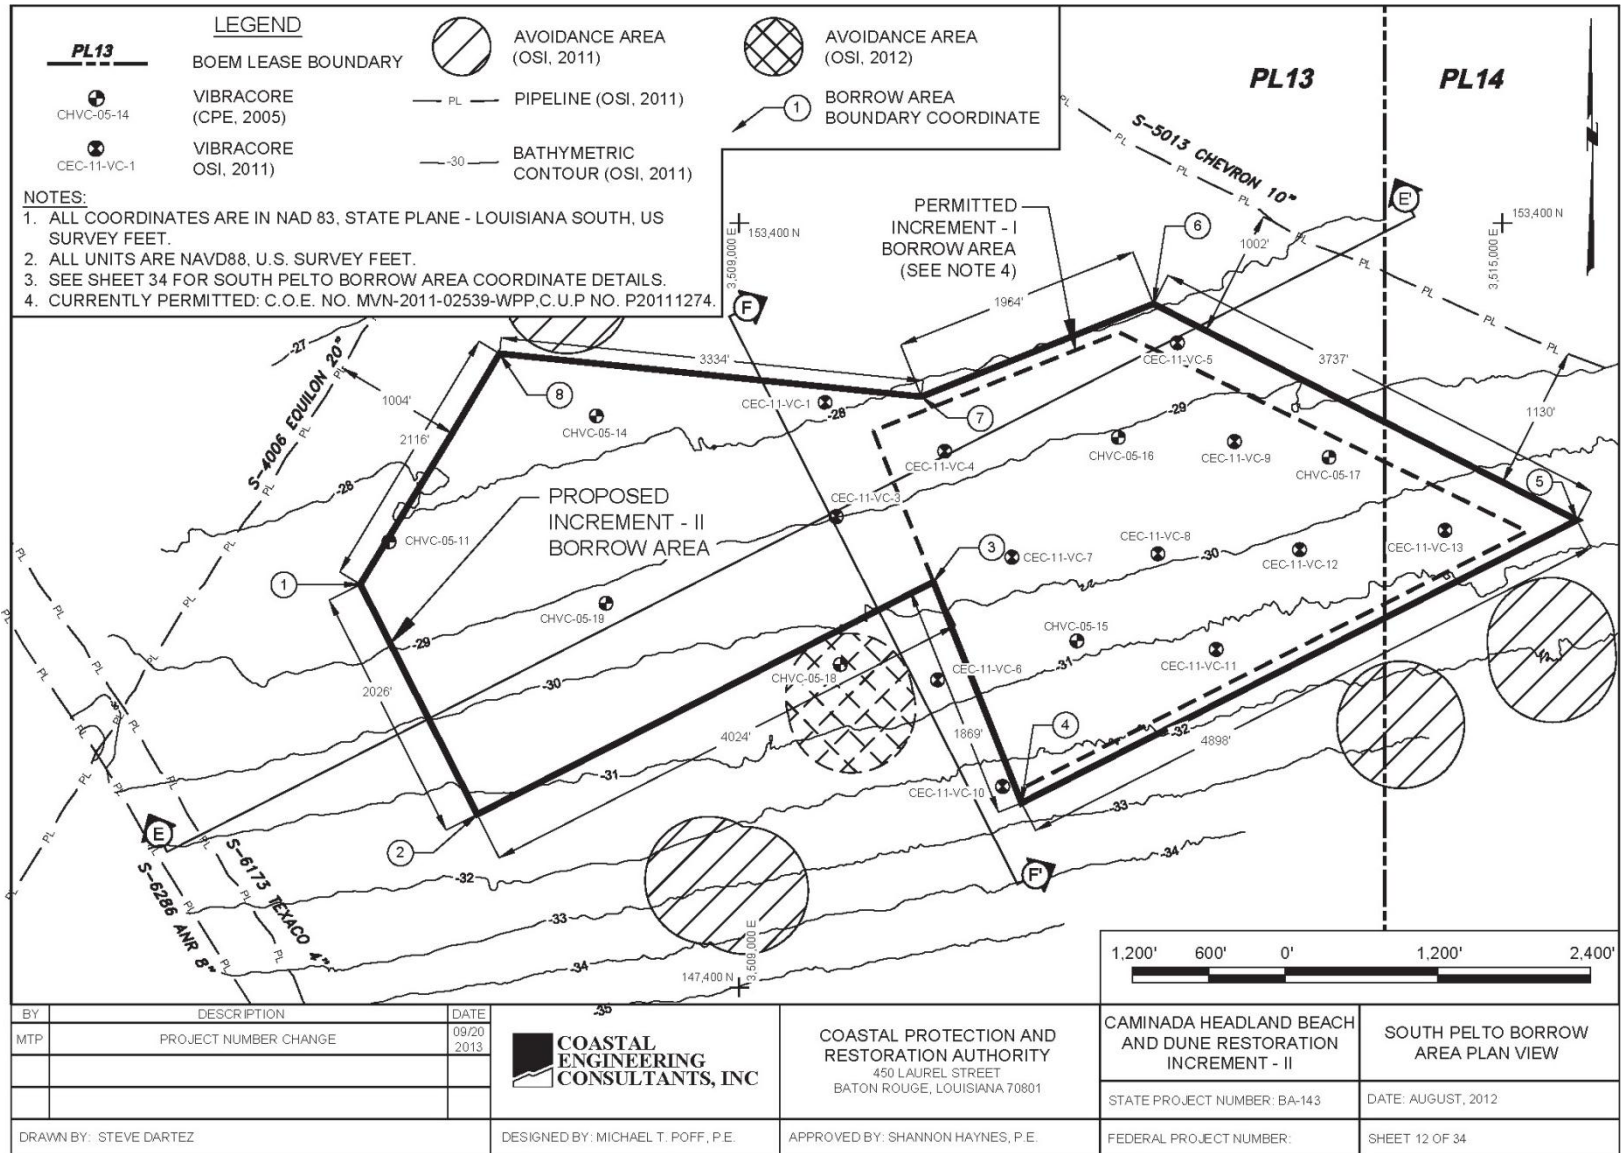 LEGEND
PL13
BOEM LEASE BOUNDARY
CHVC-05-14
VIBRACORE
(CPE, 2005)
CEC-11-VC-1
VIBRACORE
OSI, 2011)
AVOIDANCE AREA
(OSI, 2011)
PL
PIPELINE (OSI, 2011)
-30
BATHYMETRIC
CONTOUR (OSI, 2011)
AVOIDANCE AREA
(OSI, 2012)
1
BORROW AREA
BOUNDARY COORDINATE
NOTES:
1. ALL COORDINATES ARE IN NAD 83, STATE PLANE - LOUISIANA SOUTH, US
SURVEY FEET.
2. ALL UNITS ARE NAVD88, U.S. SURVEY FEET.
3. SEE SHEET 34 FOR SOUTH PELTO BORROW AREA COORDINATE DETAILS.
4. CURRENTLY PERMITTED: C.O.E. NO. MVN-2011-02539-WPP,C.U.P NO. P20111274.
PL13
PL14
S-5013 CHEVRON 10"
E'
153,400 N
3,515,000 E
3,509,000 E
153,400 N
PERMITTED
INCREMENT - I
BORROW AREA
(SEE NOTE 4)
6
1002'
F
1964'
-27
S-4006 EQUILON 20"
3334'
CEC-11-VC-5
3737'
8
1004'
CEC-11-VC-1
-28
7
-29
1130'
2116'
CHVC-05-14
CEC-11-VC-4
CHVC-05-16
CEC-11-VC-9
CHVC-05-17
-28
PROPOSED
INCREMENT - II
BORROW AREA
CEC-11-VC-3
5
CHVC-05-11
3
CEC-11-VC-7
CEC-11-VC-8
-30
CEC-11-VC-12
CEC-11-VC-13
1
CHVC-05-19
-29
CHVC-05-15
CEC-11-VC-11
-31
CHVC-05-18
CEC-11-VC-6
2026'
-30
4024'
1869'
4
-32
4898'
-31
CEC-11-VC-10
-33
E
2
-32
-34
F'
S-6286 ANR 8"
S-6173 TEXACO 4"
-33
-34
147,400 N
3,509,000 E
-35
1,200' 600' 0' 1,200' 2,400'
BY DESCRIPTION DATE
MTP PROJECT NUMBER CHANGE 09/20
2013
COASTAL
ENGINEERING
CONSULTANTS, INC
COASTAL PROTECTION AND
RESTORATION AUTHORITY
450 LAUREL STREET
BATON ROUGE, LOUISIANA 70801
CAMINADA HEADLAND BEACH
AND DUNE RESTORATION
INCREMENT - II
SOUTH PELTO BORROW
AREA PLAN VIEW
STATE PROJECT NUMBER: BA-143
DATE: AUGUST, 2012
DRAWN BY: STEVE DARTEZ
DESIGNED BY: MICHAEL T. POFF, P.E.
APPROVED BY: SHANNON HAYNES, P.E.
FEDERAL PROJECT NUMBER:
SHEET 12 OF 34